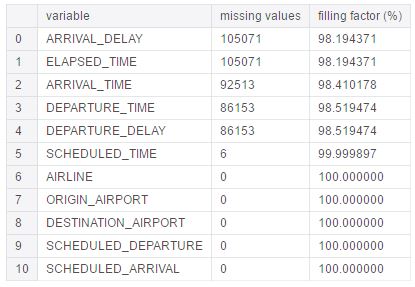 variable missing values filling factor (%)
0 ARRIVAL_DELAY 105071 98.194371
1 ELAPSED_TIME 105071 98.194371
2 ARRIVAL_TIME 92513 98.410178
3 DEPARTURE_TIME 86153 98.519474
4 DEPARTURE_DELAY 86153 98.519474
5 SCHEDULED_TIME 6 99.999897
6 AIRLINE 0 100.000000
7 ORIGIN_AIRPORT 0 100.000000
8 DESTINATION_AIRPORT 0 100.000000
9 SCHEDULED_DEPARTURE 0 100.000000
10 SCHEDULED_ARRIVAL 0 100.000000